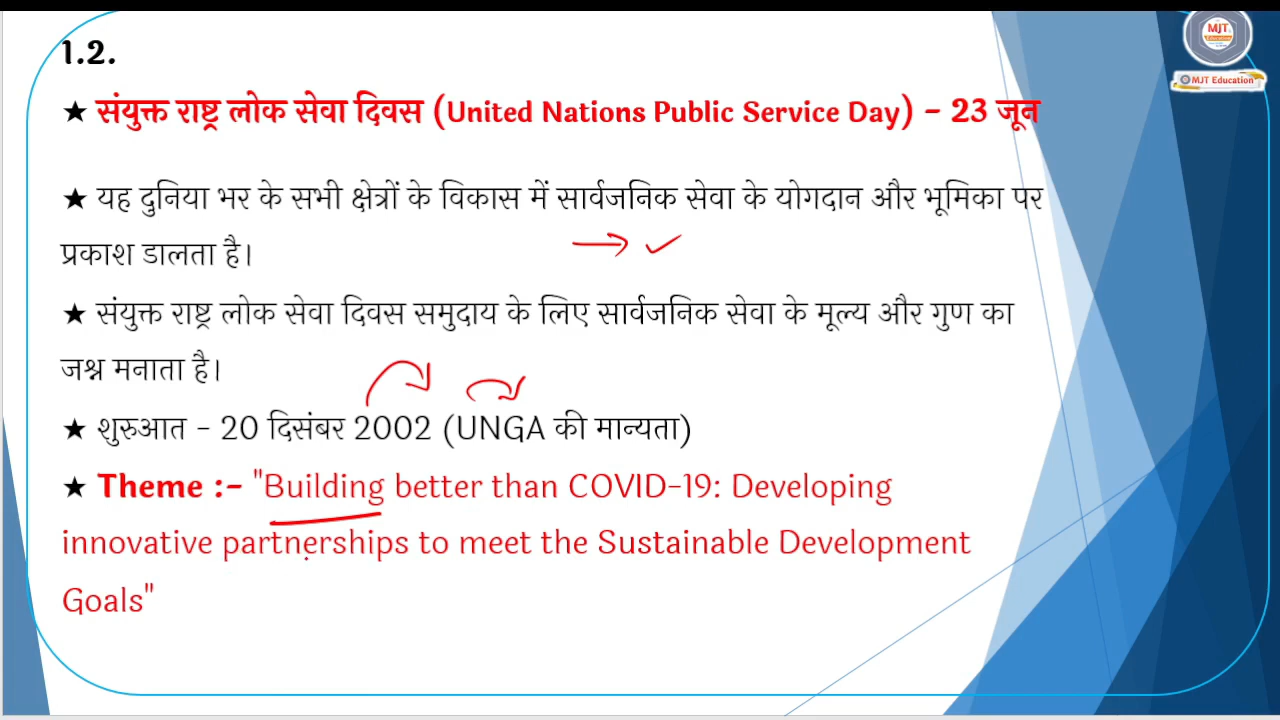 1.2.
MJT
Education
MJT Education
★ संयुक्त राष्ट्र लोक सेवा दिवस (United Nations Public Service Day) - 23 जून
★ यह दुनिया भर के सभी क्षेत्रों के विकास में सार्वजनिक सेवा के योगदान और भूमिका पर
प्रकाश डालता है।
★ संयुक्त राष्ट्र लोक सेवा दिवस समुदाय के लिए सार्वजनिक सेवा के मूल्य और गुण का
जश्न मनाता है।
★ शुरुआत - 20 दिसंबर 2002 (UNGA की मान्यता)
★ Theme :- "Building better than COVID-19: Developing
innovative partnerships to meet the Sustainable Development
Goals"